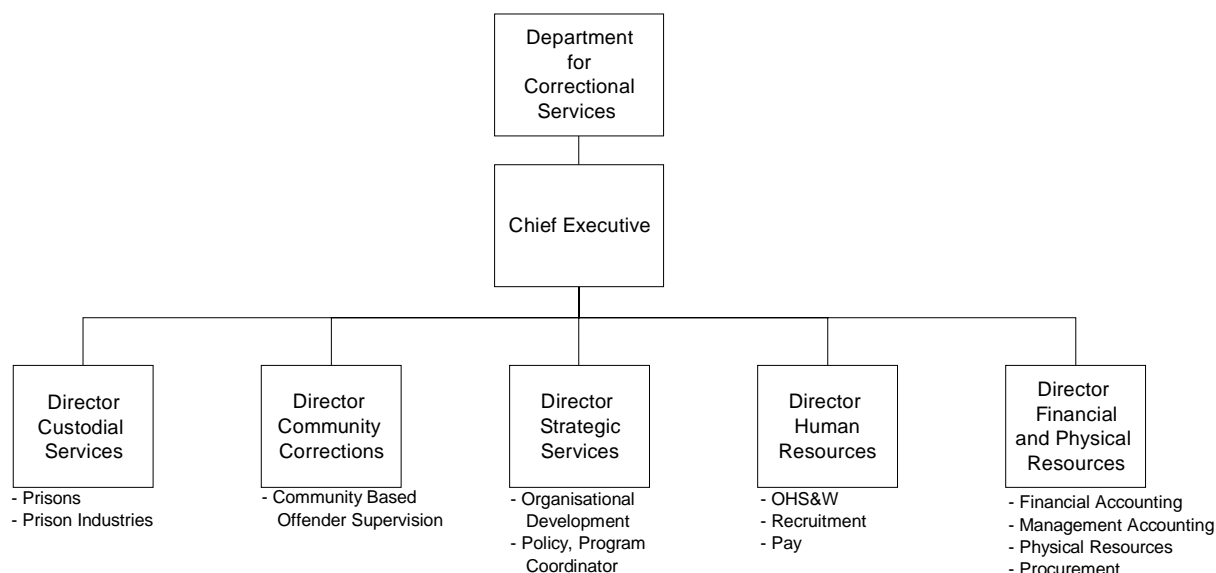 Department
for
Correctional
Services
Chief Executive
Director
Custodial
Services
- Prisons
- Prison Industries
Director
Community
Corrections
- Community Based
Offender Supervision
Director
Strategic
Services
- Organisational
Development
- Policy, Program
Coordinator
Director
Human
Resources
- OHS&W
- Recruitment
- Pay
Director
Financial
and Physical
Resources
- Financial Accounting
- Management Accounting
- Physical Resources
- Procurement